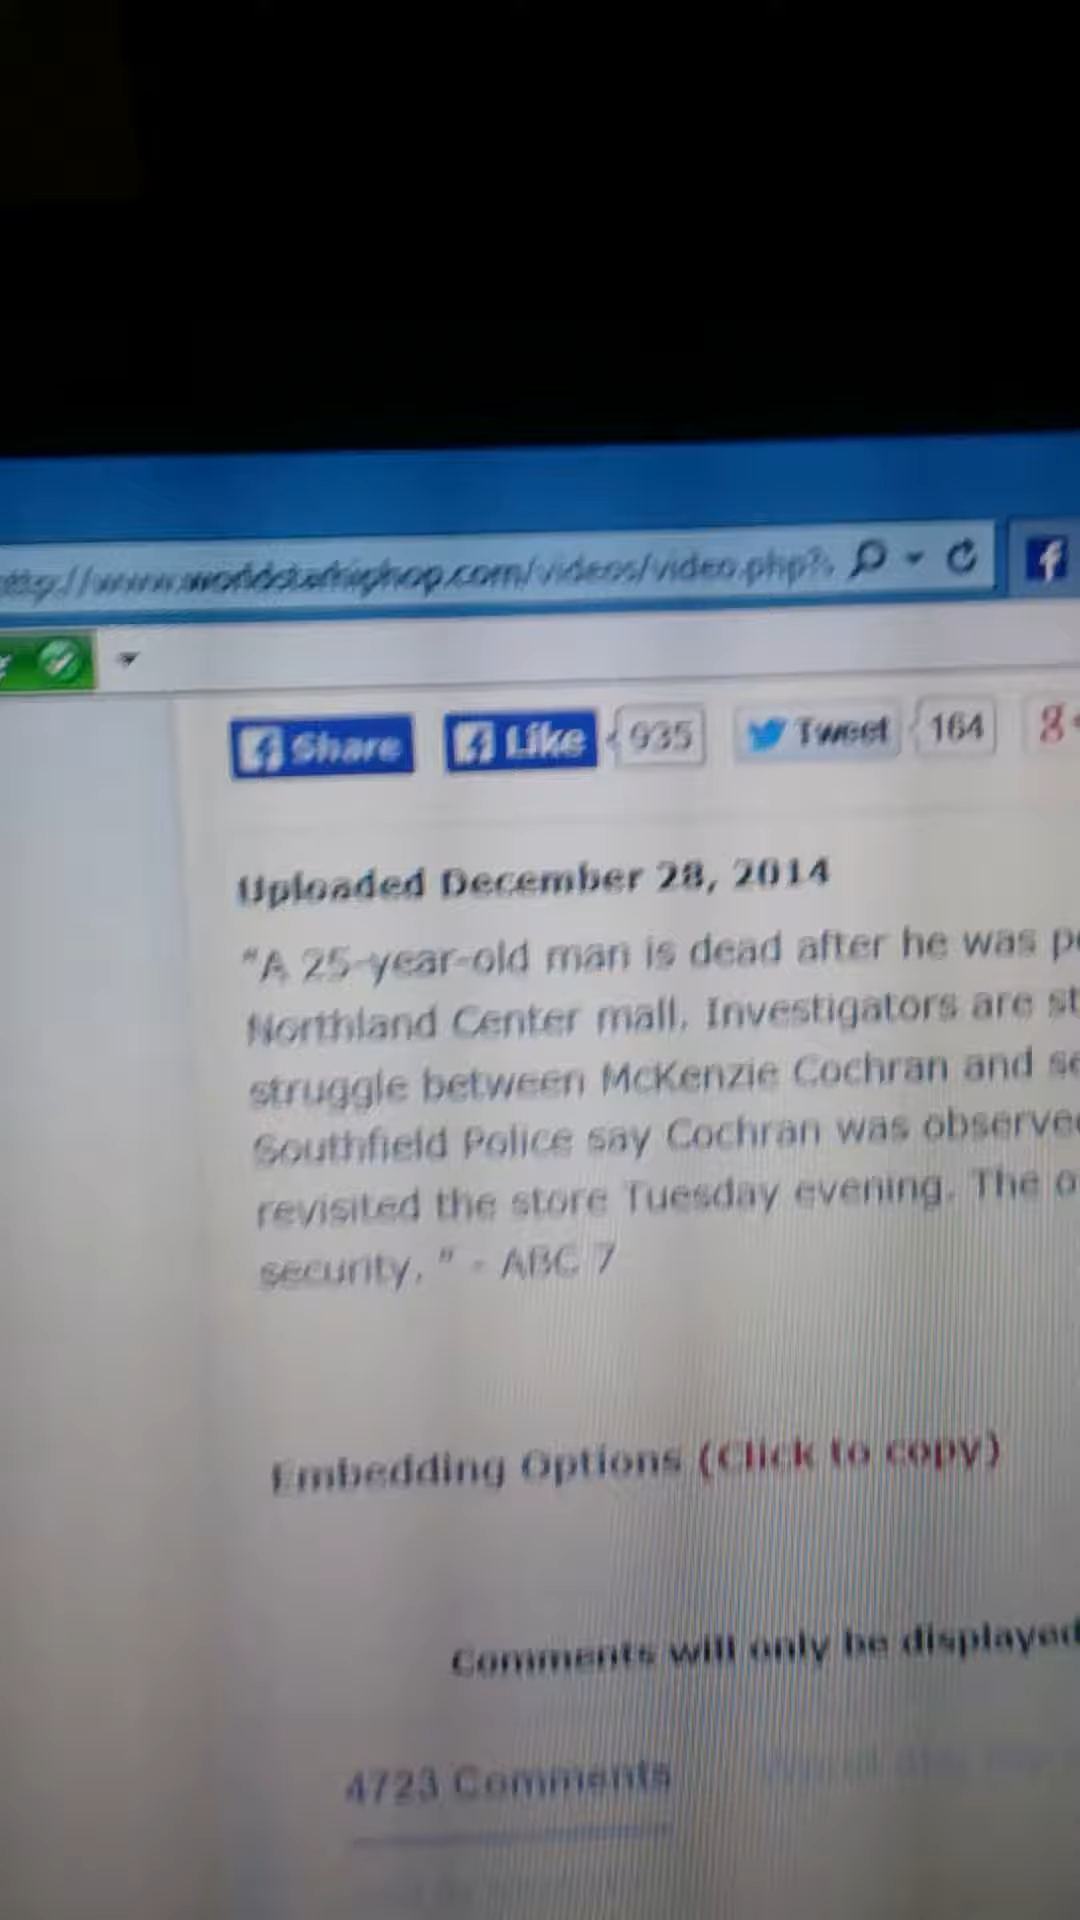 Share Like 935 Tweet 164 g+
Uploaded December 28, 2014
"A 25-year-old man is dead after he was
Northland Center mall. Investigators are
struggle between McKenzie Cochran and
Southfield Police say Cochran was observed
revisited the store Tuesday evening. The
security. " - ABC 7
Embedding Options (Click to copy)
Comments will only be displayed
4723 Comments